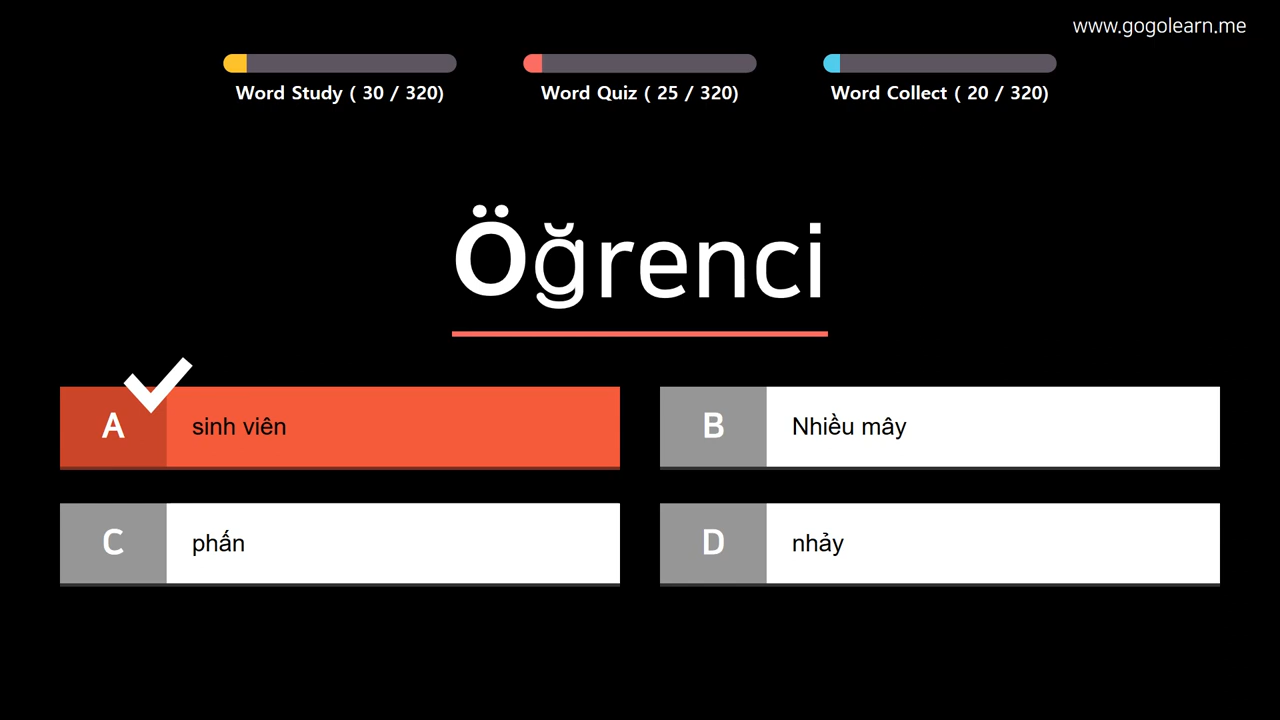 www.gogolearn.me
Word Study ( 30 / 320)
Word Quiz ( 25 / 320)
Word Collect ( 20 / 320)
Öğrenci
A
sinh viên
B
Nhiều mây
C
phấn
D
nhảy